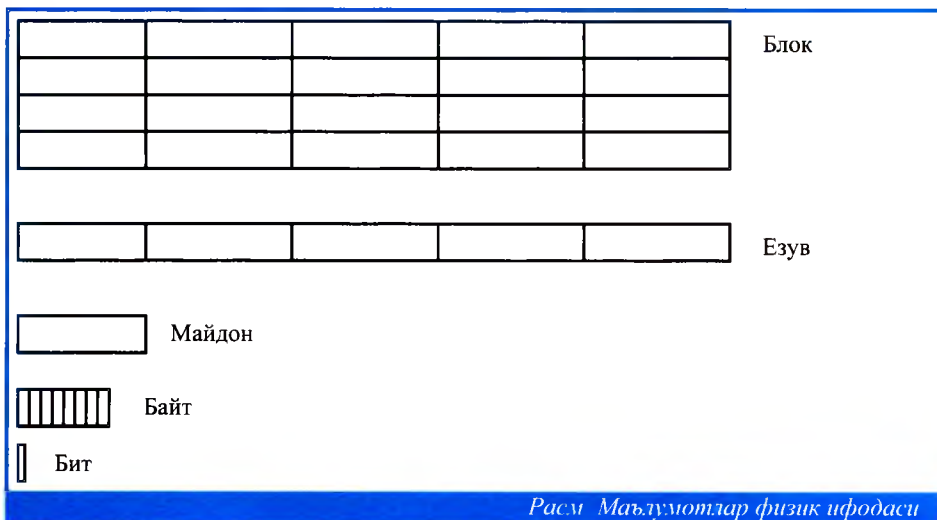 Блок
Езув
Майдон
Байт
Бит
Расм Маълумотлар физик ифодаси